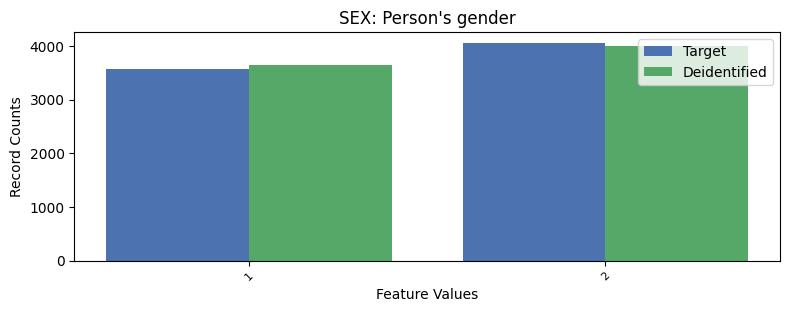 SEX: Person's gender
Target
Deidentified
Record Counts
4000
3000
2000
1000
0
1
2
Feature Values